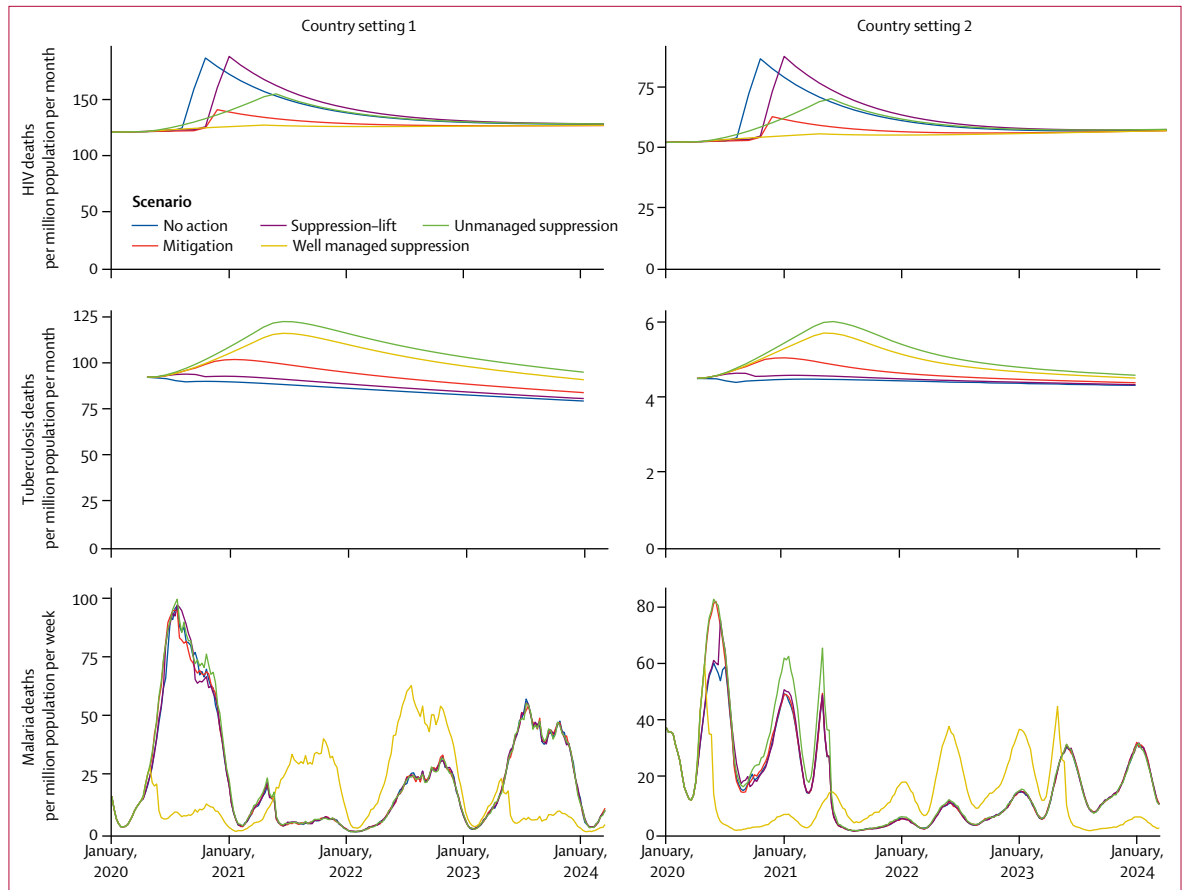 Country setting 1
Country setting 2
HIV deaths
per million population per month
150
100
50
0
75
50
25
0
Scenario
No action
Suppression–lift
Unmanaged suppression
Mitigation
Well managed suppression
Tuberculosis deaths
per million population per month
125
100
75
50
25
0
6
4
2
0
Malaria deaths
per million population per week
100
75
50
25
0
80
60
40
20
0
January,
2020
January,
2021
January,
2022
January,
2023
January,
2024
January,
2020
January,
2021
January,
2022
January,
2023
January,
2024